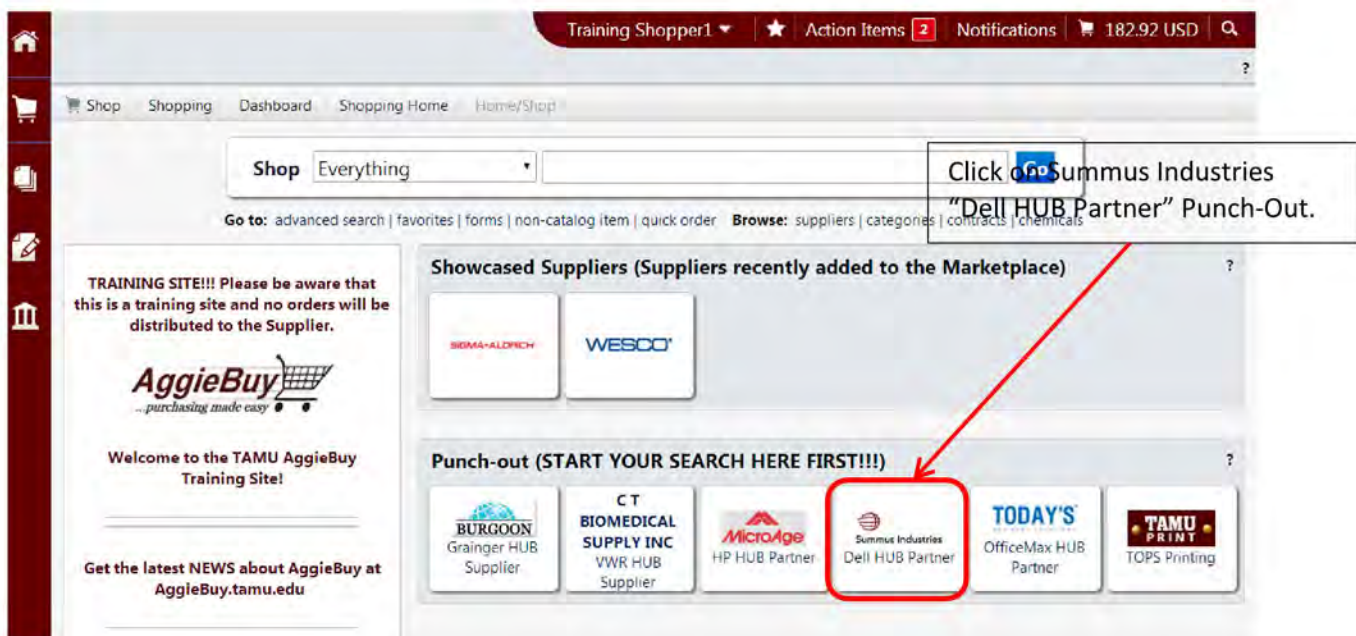 Training Shopper1 Action Items 2 Notifications 182.92 USD
?
Shop Shopping Dashboard Shopping Home Home/Shop
Shop Everything Go
Click on Summus Industries
“Dell HUB Partner” Punch-Out.
Go to: advanced search | favorites | forms | non-catalog item | quick order Browse: suppliers | categories | contracts | chemicals
TRAINING SITE!!! Please be aware that
this is a training site and no orders will be
distributed to the Supplier.
AggieBuy
...purchasing made easy
Welcome to the TAMU AggieBuy
Training Site!
Get the latest NEWS about AggieBuy at
AggieBuy.tamu.edu
Showcased Suppliers (Suppliers recently added to the Marketplace) ?
SIGMA-ALDRICH
WESCO
Punch-out (START YOUR SEARCH HERE FIRST!!!) ?
BURGOON
Grainger HUB
Supplier
C T
BIOMEDICAL
SUPPLY INC
VWR HUB
Supplier
MicroAge
HP HUB Partner
Summus Industries
Dell HUB Partner
TODAY'S
OfficeMax HUB
Partner
TAMU
PRINT
TOPS Printing